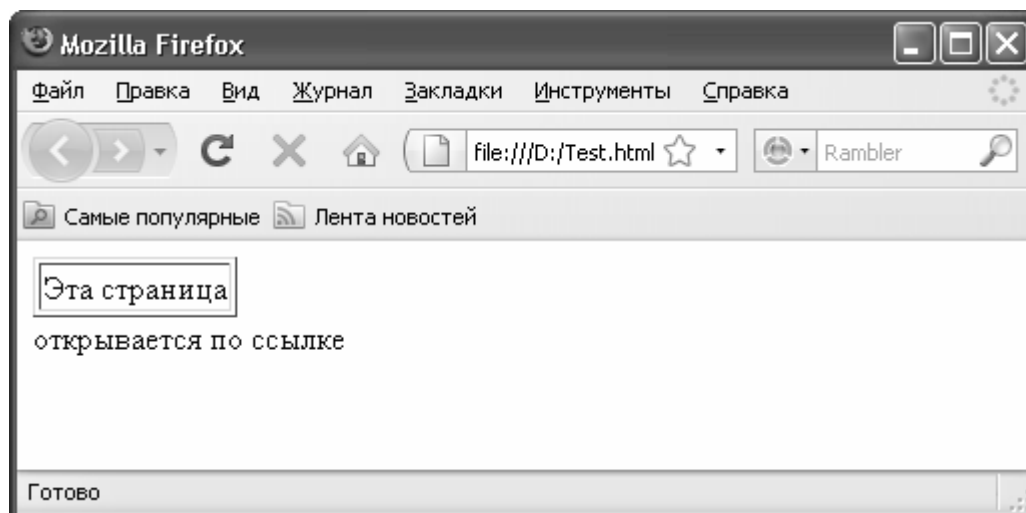 Mozilla Firefox
Файл Правка Вид Журнал Закладки Инструменты Справка
file:///D:/Test.html Rambler
Самые популярные Лента новостей
Эта страница
открывается по ссылке
Готово